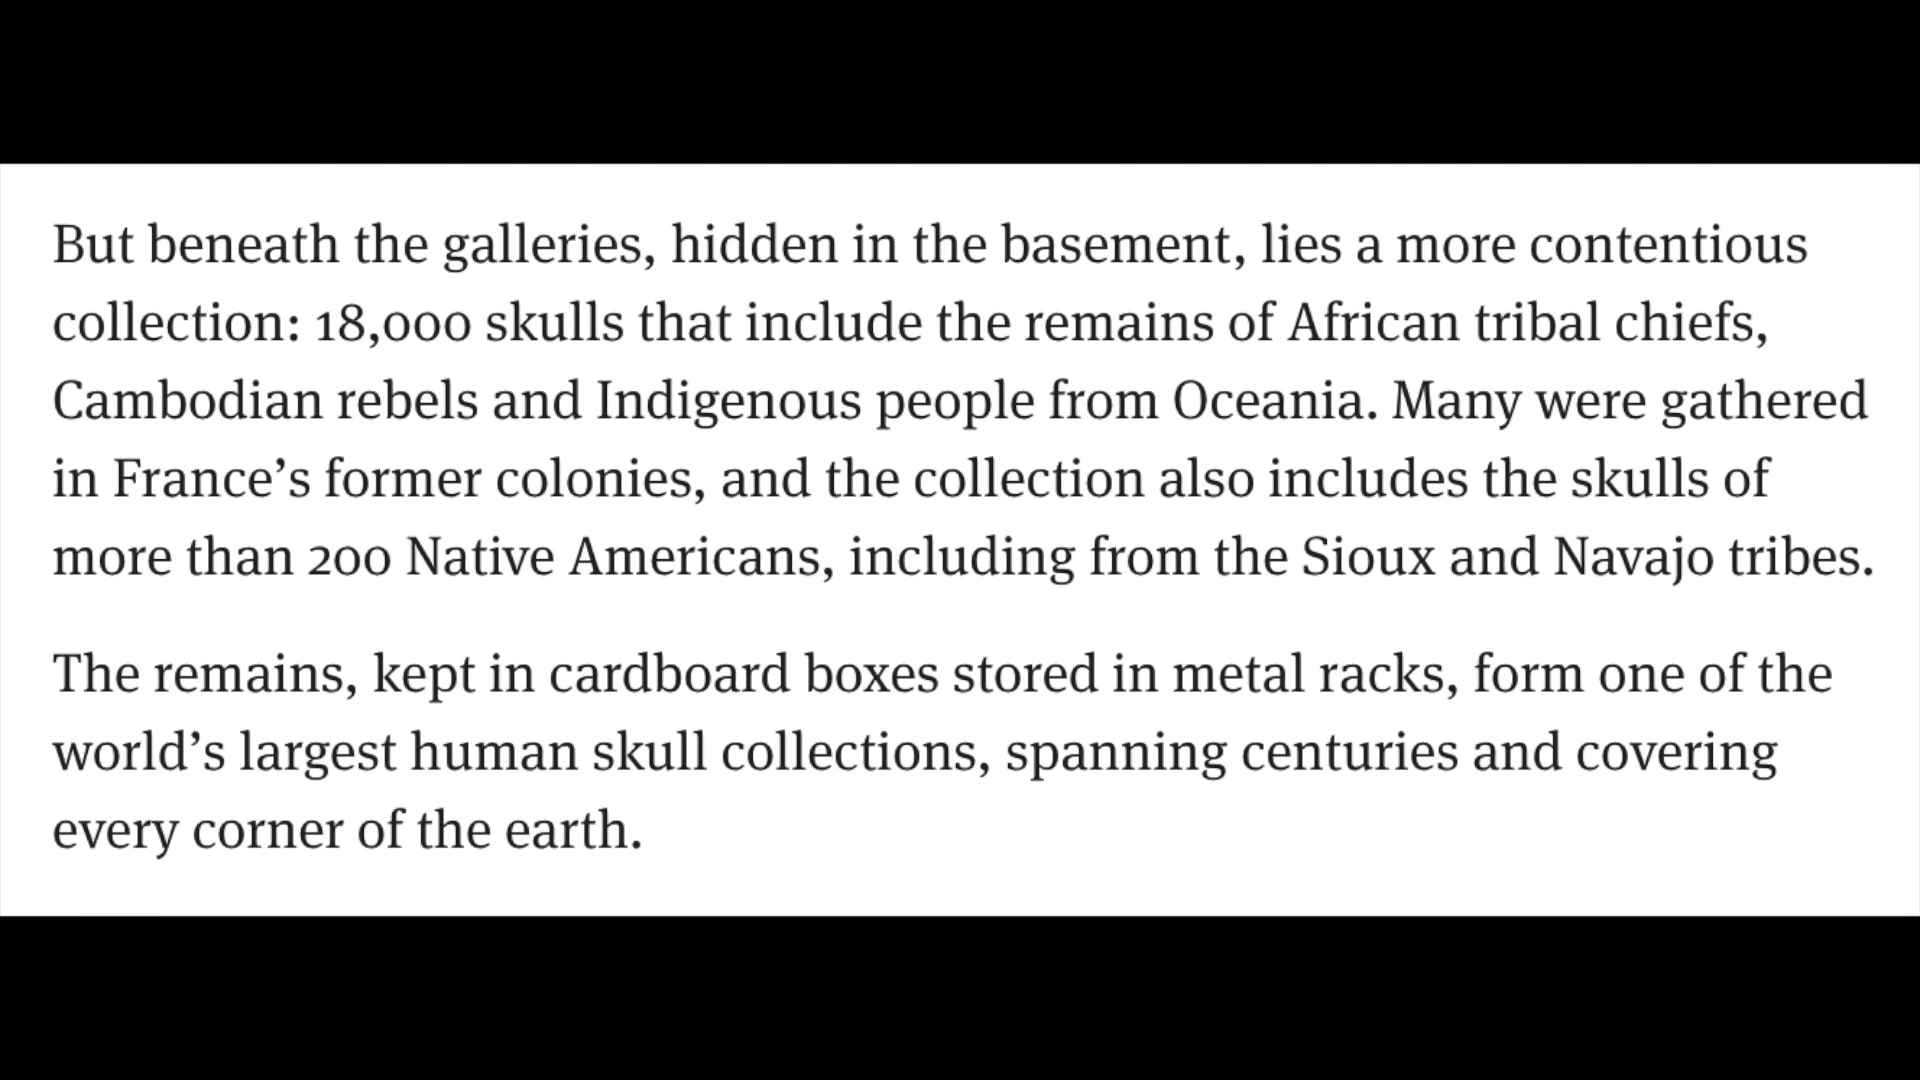 But beneath the galleries, hidden in the basement, lies a more contentious
collection: 18,000 skulls that include the remains of African tribal chiefs,
Cambodian rebels and Indigenous people from Oceania. Many were gathered
in France’s former colonies, and the collection also includes the skulls of
more than 200 Native Americans, including from the Sioux and Navajo tribes.
The remains, kept in cardboard boxes stored in metal racks, form one of the
world’s largest human skull collections, spanning centuries and covering
every corner of the earth.